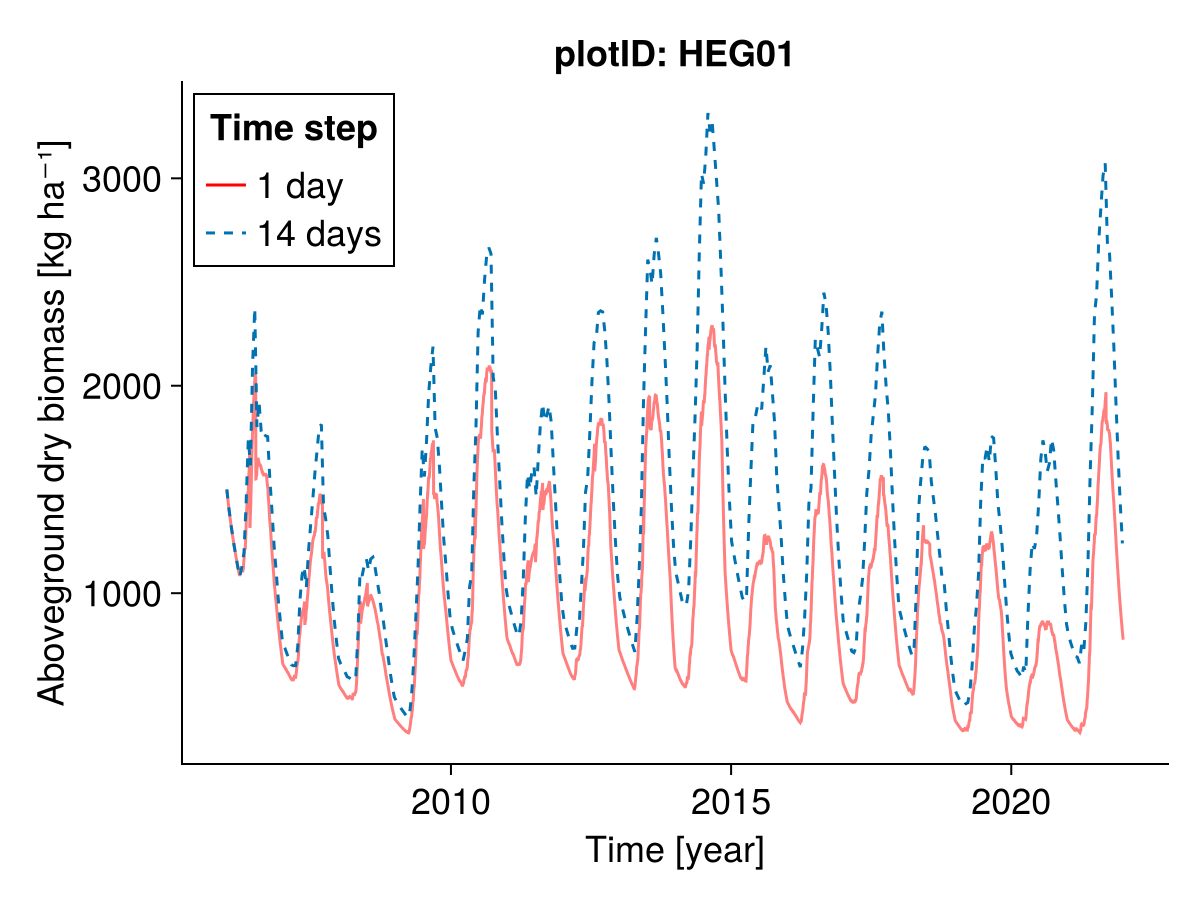 plotID: HEG01
Time step
1 day
14 days
Aboveground dry biomass [kg ha⁻¹]
3000
2000
1000
2010
2015
2020
Time [year]